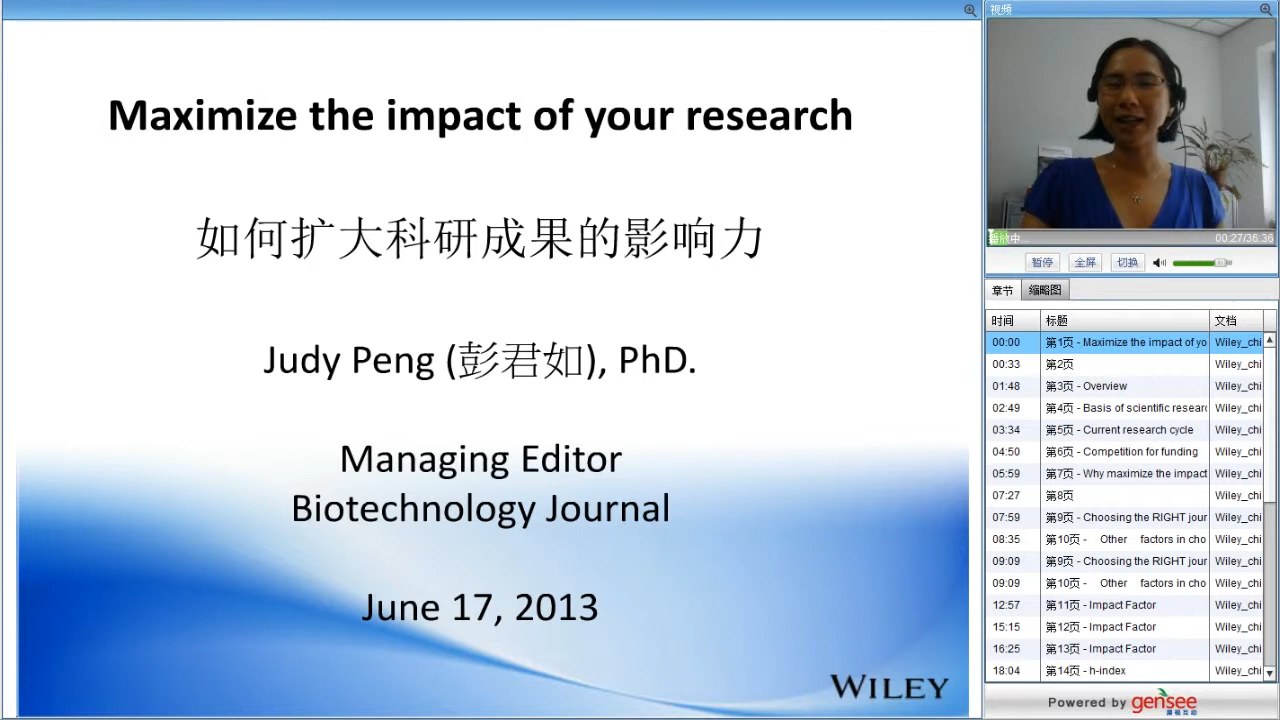 Maximize the impact of your research
如何扩大科研成果的影响力
Judy Peng (彭君如), PhD.
Managing Editor
Biotechnology Journal
June 17, 2013
WILEY
视频
播放中... 00:27/36:36
暂停 全屏 切换
章节 缩略图
时间 标题 文档
00:00 第1页 - Maximize the impact of yo Wiley_chi
00:33 第2页 Wiley_chi
01:48 第3页 - Overview Wiley_chi
02:49 第4页 - Basis of scientific researc Wiley_chi
03:34 第5页 - Current research cycle Wiley_chi
04:50 第6页 - Competition for funding Wiley_chi
05:59 第7页 - Why maximize the impact Wiley_chi
07:27 第8页 Wiley_chi
07:59 第9页 - Choosing the RIGHT jour Wiley_chi
08:35 第10页 - Other factors in cho Wiley_chi
09:09 第9页 - Choosing the RIGHT jour Wiley_chi
09:09 第10页 - Other factors in cho Wiley_chi
12:57 第11页 - Impact Factor Wiley_chi
15:15 第12页 - Impact Factor Wiley_chi
16:25 第13页 - Impact Factor Wiley_chi
18:04 第14页 - h-index Wiley_chi
Powered by gensee
展视互动